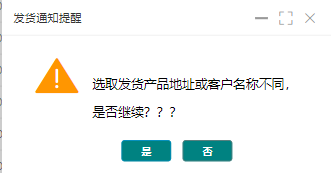 发货通知提醒
选取发货产品地址或客户名称不同，
是否继续？？？
是 否